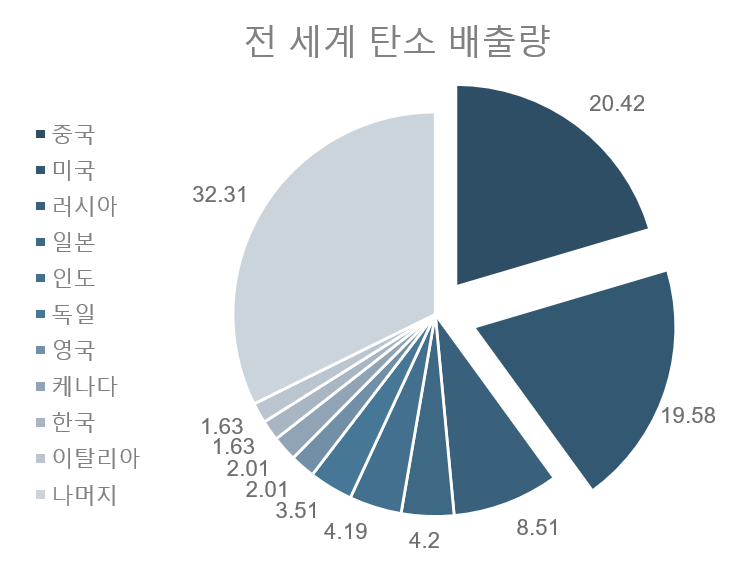 전 세계 탄소 배출량
중국
미국
러시아
일본
인도
독일
영국
케나다
한국
이탈리아
나머지
20.42
19.58
8.51
4.2
4.19
3.51
2.01
2.01
1.63
1.63
32.31